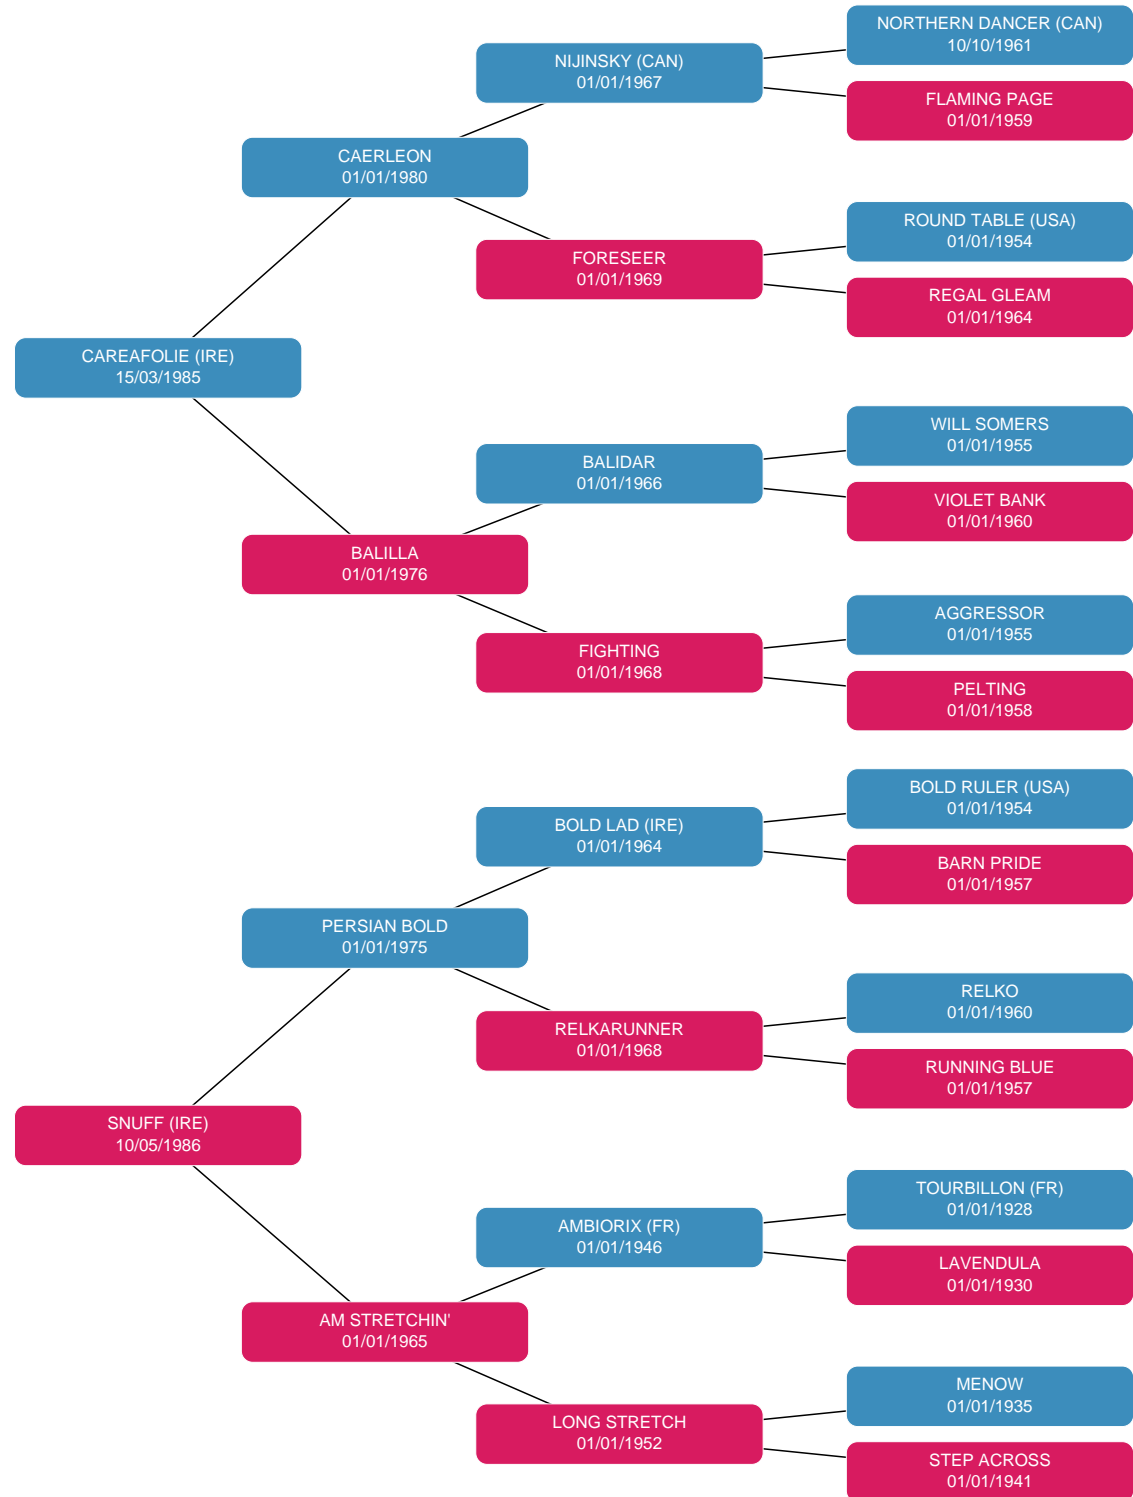 NORTHERN DANCER (CAN)
10/10/1961
NIJINSKY (CAN)
01/01/1967
FLAMING PAGE
01/01/1959
CAERLEON
01/01/1980
ROUND TABLE (USA)
01/01/1954
FORESEER
01/01/1969
REGAL GLEAM
01/01/1964
CAREAFOLIE (IRE)
15/03/1985
WILL SOMERS
01/01/1955
BALIDAR
01/01/1966
VIOLET BANK
01/01/1960
BALILLA
01/01/1976
AGGRESSOR
01/01/1955
FIGHTING
01/01/1968
PELTING
01/01/1958
BOLD RULER (USA)
01/01/1954
BOLD LAD (IRE)
01/01/1964
BARN PRIDE
01/01/1957
PERSIAN BOLD
01/01/1975
RELKO
01/01/1960
RELKARUNNER
01/01/1968
RUNNING BLUE
01/01/1957
SNUFF (IRE)
10/05/1986
TOURBILLON (FR)
01/01/1928
AMBIORIX (FR)
01/01/1946
LAVENDULA
01/01/1930
AM STRETCHIN'
01/01/1965
MENOW
01/01/1935
LONG STRETCH
01/01/1952
STEP ACROSS
01/01/1941